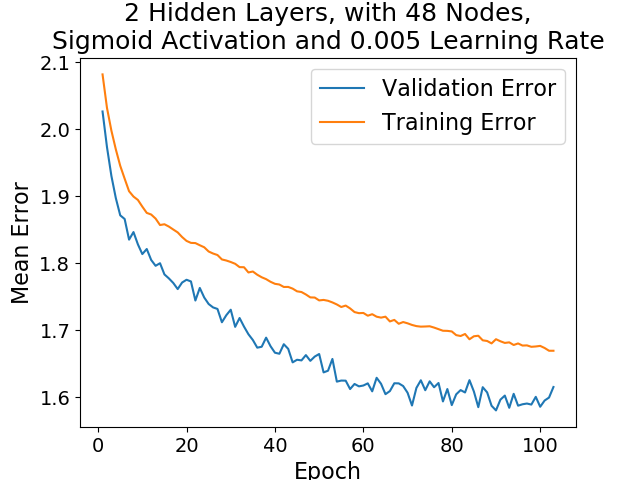 2 Hidden Layers, with 48 Nodes,
Sigmoid Activation and 0.005 Learning Rate
Validation Error
Training Error
Mean Error
2.1
2.0
1.9
1.8
1.7
1.6
0 20 40 60 80 100
Epoch